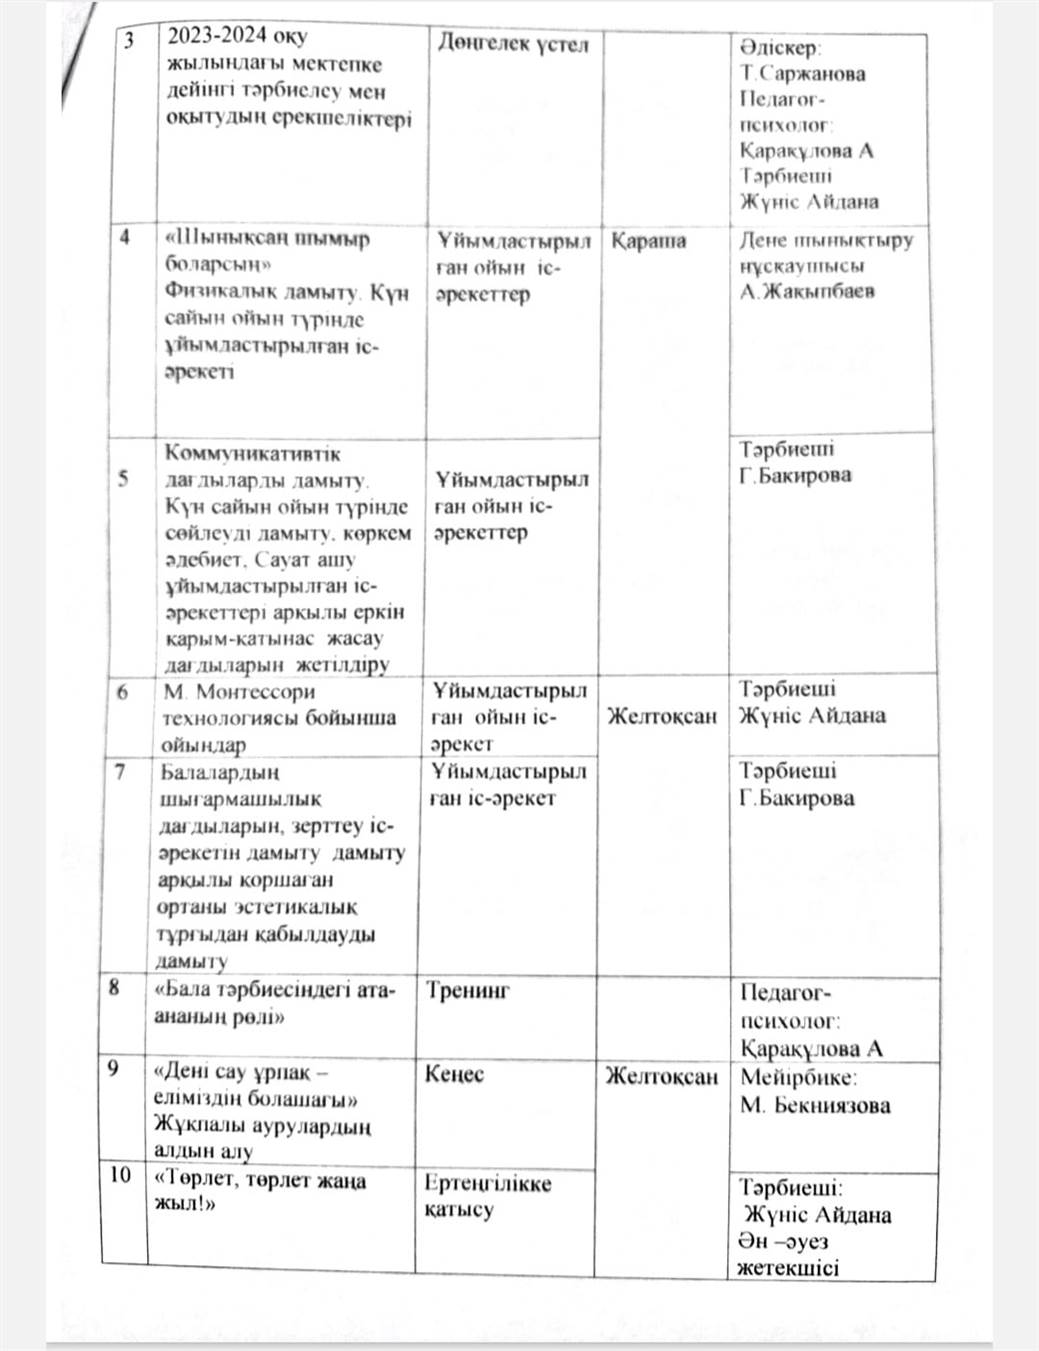 3
2023-2024 оқу
жылындағы мектепке
дейінгі тәрбиелеу мен
оқытудың ерекшеліктері
Дөңгелек үстел
Әдіскер:
Т.Саржанова
Педагог-
психолог:
Қарақұлова А
Тәрбиеші
Жүніс Айдана
4
«Шынықсаң шымыр
боларсың»
Физикалық дамыту. Күн
сайын ойын түрінде
ұйымдастырылған іс-
әрекеті
Ұйымдастырыл
ған ойын іс-
әрекеттер
Қараша
Дене шынықтыру
нұсқаушысы
А.Жакыпбаев
5
Коммуникативтік
дағдыларды дамыту.
Күн сайын ойын түрінде
сөйлеуді дамыту, көркем
әдебиет, Сауат ашу
ұйымдастырылған іс-
әрекеттері арқылы еркін
қарым-қатынас жасау
дағдыларын жетілдіру
Ұйымдастырыл
ған ойын іс-
әрекеттер
Тәрбиеші
Г.Бакирова
6
М. Монтессори
технологиясы бойынша
ойындар
Ұйымдастырыл
ған ойын іс-
әрекет
Желтоқсан
Тәрбиеші
Жүніс Айдана
7
Балалардың
шығармашылық
дағдыларын, зерттеу іс-
әрекетін дамыту дамыту
арқылы қоршаған
ортаны эстетикалық
тұрғыдан қабылдауды
дамыту
Ұйымдастырыл
ған іс-әрекет
Тәрбиеші
Г.Бакирова
8
«Бала тәрбиесіндегі ата-
ананың рөлі»
Тренинг
Педагог-
психолог:
Қарақұлова А
9
«Дені сау ұрпақ –
еліміздің болашағы»
Жұқпалы аурулардың
алдын алу
Кеңес
Желтоқсан
Мейірбике:
М. Бекниязова
10
«Төрлет, төрлет жаңа
жыл!»
Ертеңгілікке
қатысу
Тәрбиеші:
Жүніс Айдана
Ән –әуез
жетекшісі